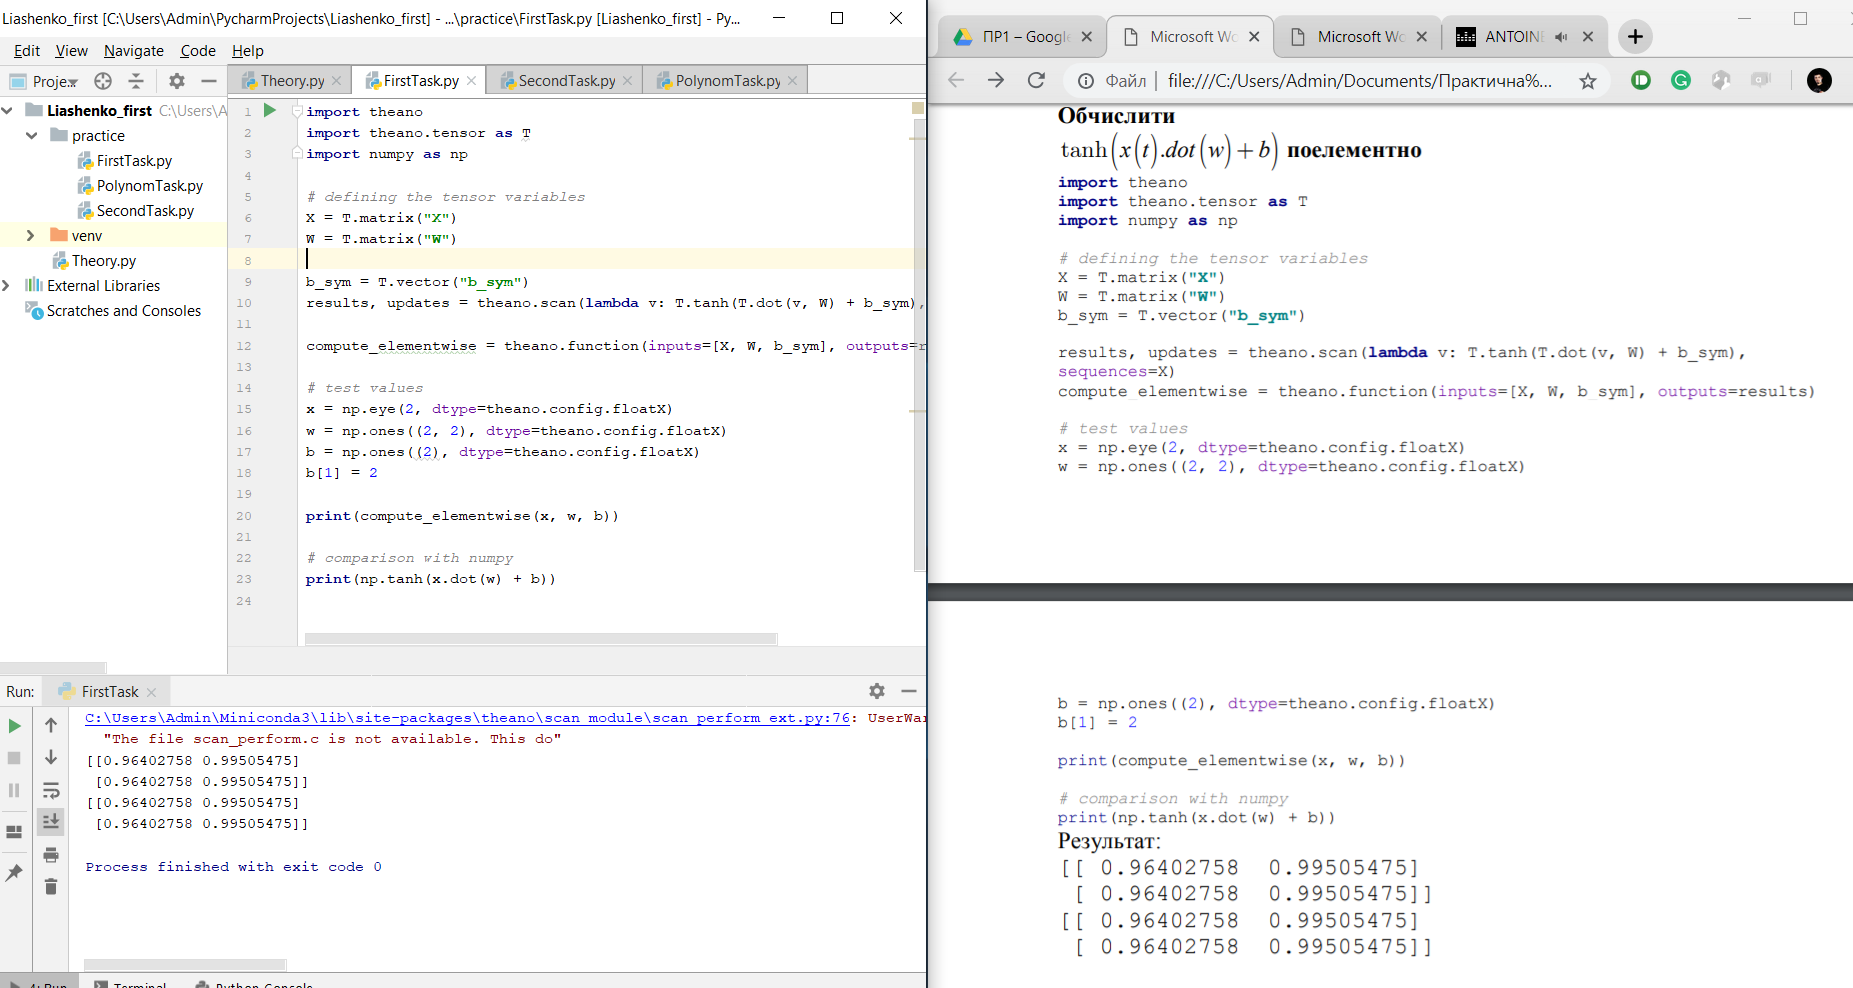 Liashenko_first [C:\Users\Admin\PycharmProjects\Liashenko_first] - ...\practice\FirstTask.py [Liashenko_first] - Py...
Edit View Navigate Code Help
Proje
Theory.py
FirstTask.py
SecondTask.py
PolynomTask.py
Liashenko_first C:\Users\A
practice
FirstTask.py
PolynomTask.py
SecondTask.py
venv
Theory.py
External Libraries
Scratches and Consoles
1 import theano
2 import theano.tensor as T
3 import numpy as np
4
5 # defining the tensor variables
6 X = T.matrix("X")
7 W = T.matrix("W")
8
9 b_sym = T.vector("b_sym")
10 results, updates = theano.scan(lambda v: T.tanh(T.dot(v, W) + b_sym),
11
12 compute_elementwise = theano.function(inputs=[X, W, b_sym], outputs=r
13
14 # test values
15 x = np.eye(2, dtype=theano.config.floatX)
16 w = np.ones((2, 2), dtype=theano.config.floatX)
17 b = np.ones((2), dtype=theano.config.floatX)
18 b[1] = 2
19
20 print(compute_elementwise(x, w, b))
21
22 # comparison with numpy
23 print(np.tanh(x.dot(w) + b))
24
Run: FirstTask
C:\Users\Admin\Miniconda3\lib\site-packages\theano\scan_module\scan_perform_ext.py:76: UserWar
"The file scan_perform.c is not available. This do"
[[0.96402758 0.99505475]
[0.96402758 0.99505475]]
[[0.96402758 0.99505475]
[0.96402758 0.99505475]]
Process finished with exit code 0
4: Run Terminal Python Console
ПР1 – Google
Microsoft Wo
Microsoft Wo
ANTOINE
Файл | file:///C:/Users/Admin/Documents/Практична%...
Обчислити
tanh(x(t).dot(w)+b) поелементно
import theano
import theano.tensor as T
import numpy as np
# defining the tensor variables
X = T.matrix("X")
W = T.matrix("W")
b_sym = T.vector("b_sym")
results, updates = theano.scan(lambda v: T.tanh(T.dot(v, W) + b_sym),
sequences=X)
compute elementwise = theano.function(inputs=[X, W, b sym], outputs=results)
# test values
x = np.eye(2, dtype=theano.config.floatX)
w = np.ones((2, 2), dtype=theano.config.floatX)
b = np.ones((2), dtype=theano.config.floatX)
b[1] = 2
print(compute_elementwise(x, w, b))
# comparison with numpy
print(np.tanh(x.dot(w) + b))
Результат:
[[ 0.96402758 0.99505475]
[ 0.96402758 0.99505475]]
[[ 0.96402758 0.99505475]
[ 0.96402758 0.99505475]]